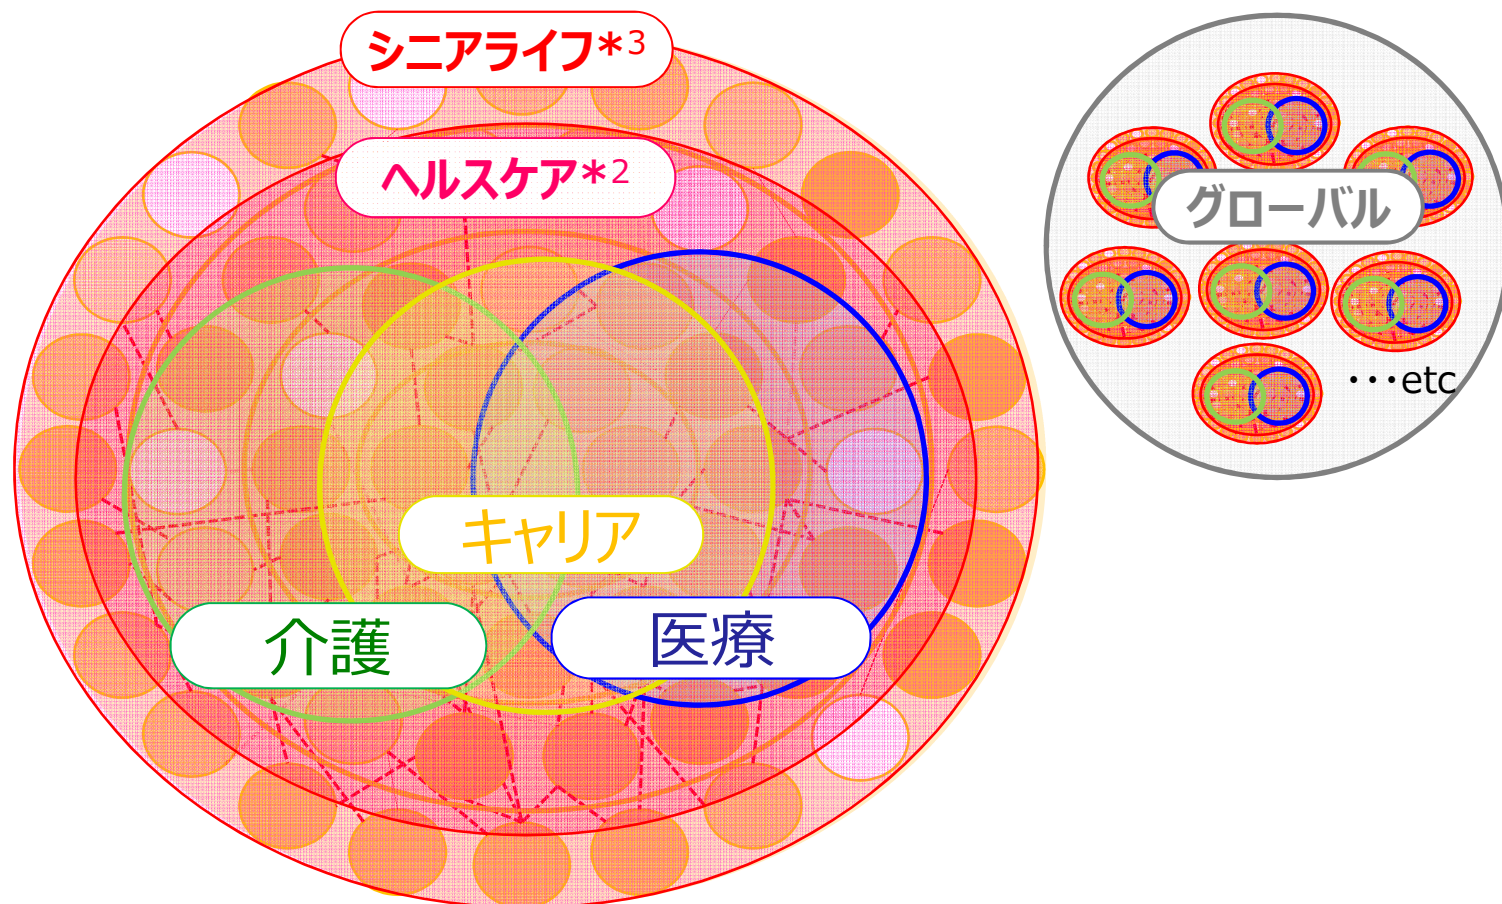 シニアライフ*3
ヘルスケア*2
キャリア
介護
医療
グローバル
･･･etc